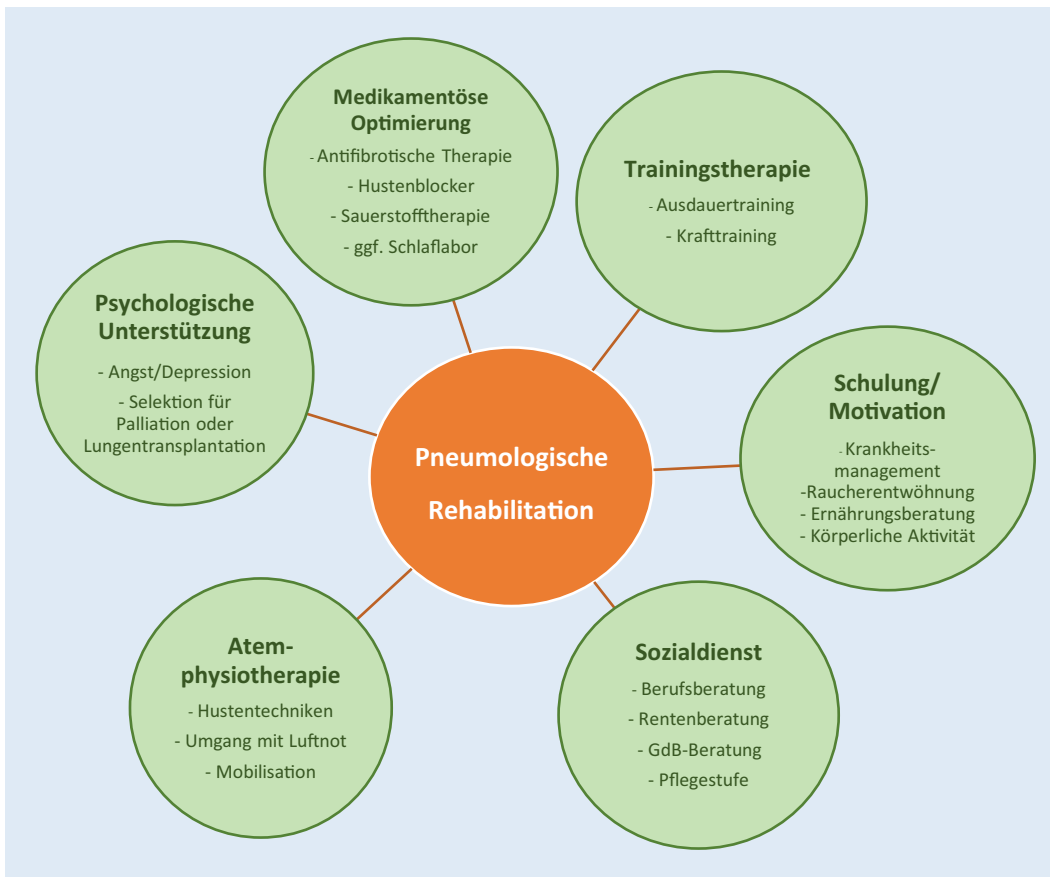 Medikamentöse
Optimierung
- Antifibrotische Therapie
- Hustenblocker
- Sauerstofftherapie
- ggf. Schlaflabor
Trainingstherapie
- Ausdauertraining
- Krafttraining
Psychologische
Unterstützung
- Angst/Depression
- Selektion für
Palliation oder
Lungentransplantation
Schulung/
Motivation
- Krankheits-
management
-Raucherentwöhnung
- Ernährungsberatung
- Körperliche Aktivität
Pneumologische
Rehabilitation
Atem-
physiotherapie
- Hustentechniken
- Umgang mit Luftnot
- Mobilisation
Sozialdienst
- Berufsberatung
- Rentenberatung
- GdB-Beratung
- Pflegestufe